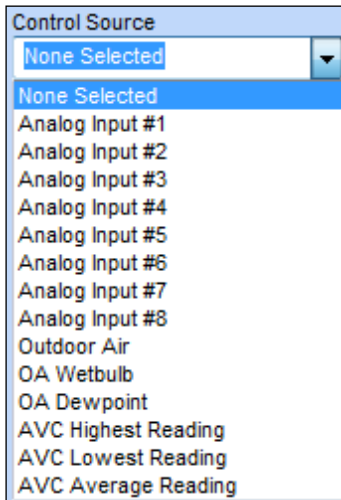 Control Source
None Selected
None Selected
Analog Input #1
Analog Input #2
Analog Input #3
Analog Input #4
Analog Input #5
Analog Input #6
Analog Input #7
Analog Input #8
Outdoor Air
OA Wetbulb
OA Dewpoint
AVC Highest Reading
AVC Lowest Reading
AVC Average Reading